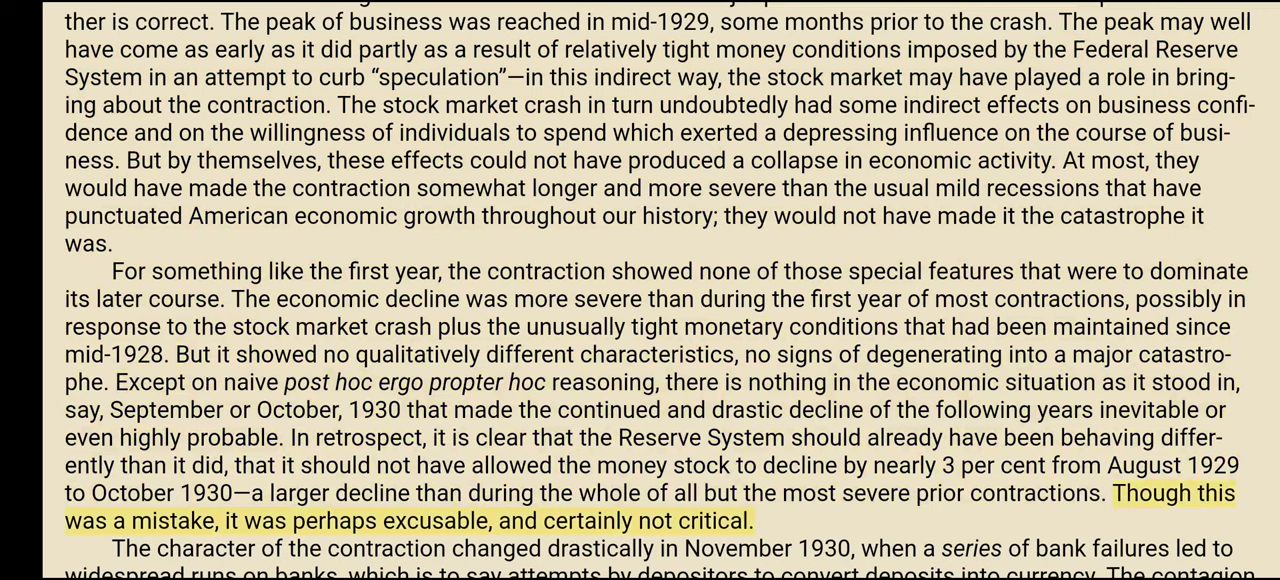 ther is correct. The peak of business was reached in mid-1929, some months prior to the crash. The peak may well
have come as early as it did partly as a result of relatively tight money conditions imposed by the Federal Reserve
System in an attempt to curb “speculation”—in this indirect way, the stock market may have played a role in bring-
ing about the contraction. The stock market crash in turn undoubtedly had some indirect effects on business confi-
dence and on the willingness of individuals to spend which exerted a depressing influence on the course of busi-
ness. But by themselves, these effects could not have produced a collapse in economic activity. At most, they
would have made the contraction somewhat longer and more severe than the usual mild recessions that have
punctuated American economic growth throughout our history; they would not have made it the catastrophe it
was.
For something like the first year, the contraction showed none of those special features that were to dominate
its later course. The economic decline was more severe than during the first year of most contractions, possibly in
response to the stock market crash plus the unusually tight monetary conditions that had been maintained since
mid-1928. But it showed no qualitatively different characteristics, no signs of degenerating into a major catastro-
phe. Except on naive post hoc ergo propter hoc reasoning, there is nothing in the economic situation as it stood in,
say, September or October, 1930 that made the continued and drastic decline of the following years inevitable or
even highly probable. In retrospect, it is clear that the Reserve System should already have been behaving differ-
ently than it did, that it should not have allowed the money stock to decline by nearly 3 per cent from August 1929
to October 1930—a larger decline than during the whole of all but the most severe prior contractions. Though this
was a mistake, it was perhaps excusable, and certainly not critical.
The character of the contraction changed drastically in November 1930, when a series of bank failures led to
widespread runs on banks, which is to say attempts by depositors to convert deposits into currency. The contagion